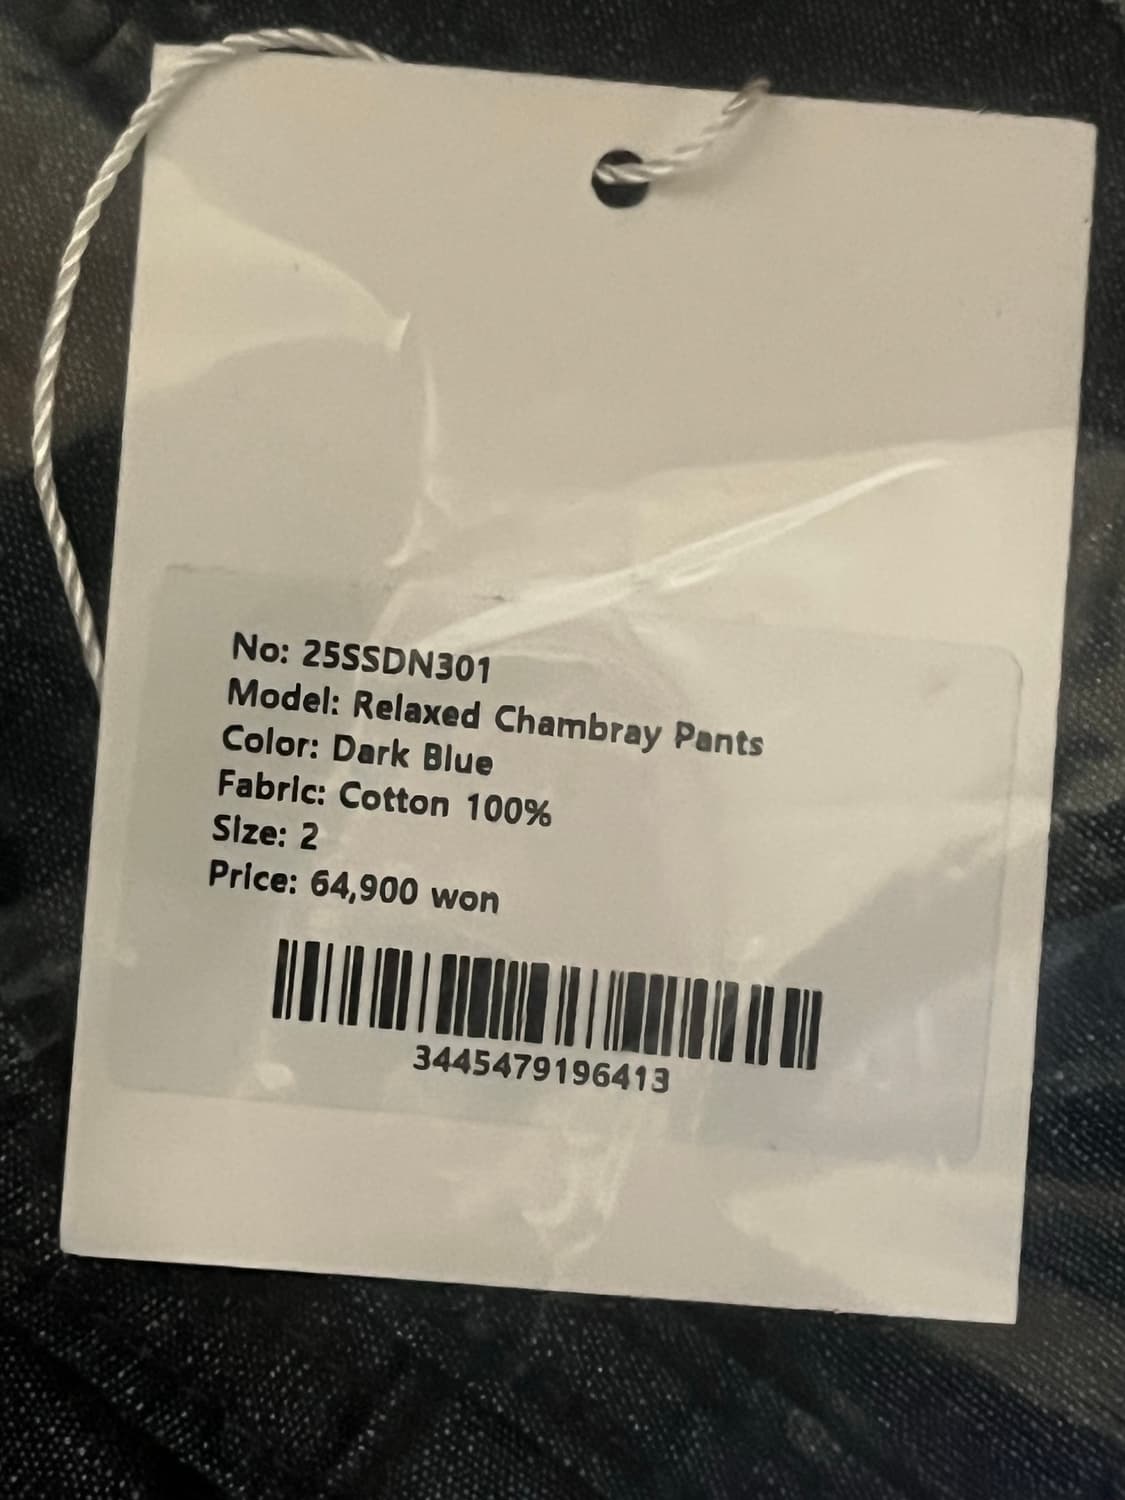 No: 25SSDN301
Model: Relaxed Chambray Pants
Color: Dark Blue
Fabric: Cotton 100%
Size: 2
Price: 64,900 won
3445479196413